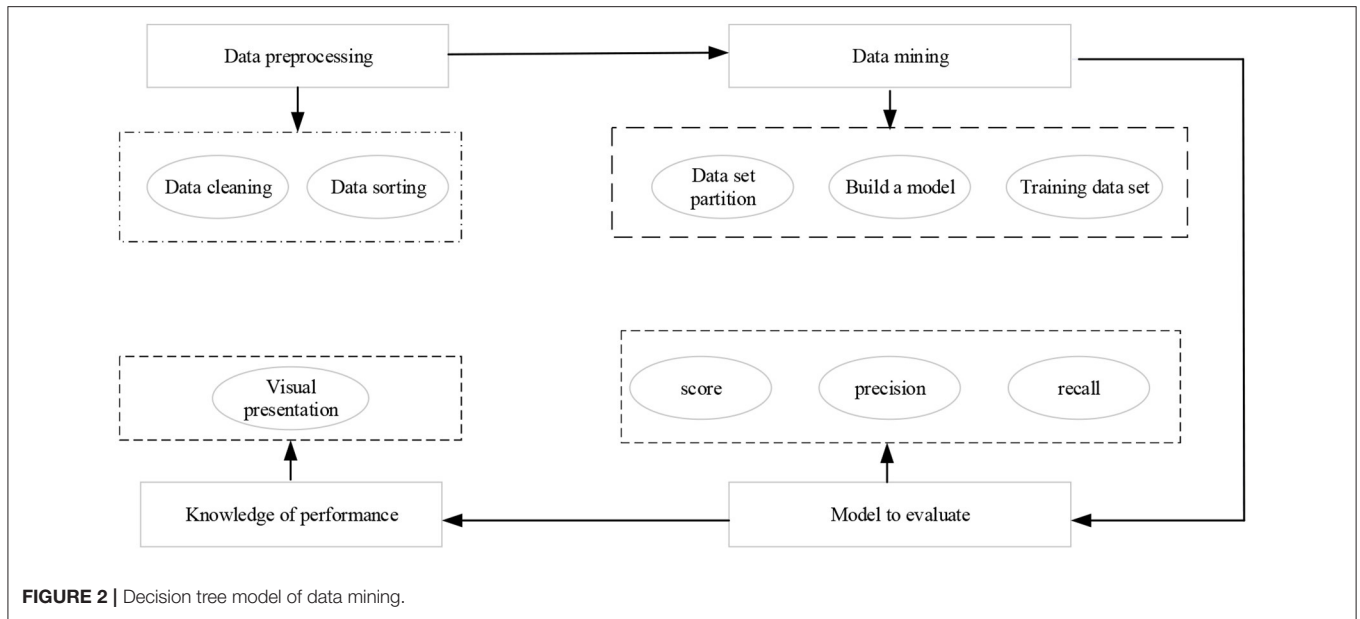 Data preprocessing
Data mining
Data cleaning
Data sorting
Data set
partition
Build a model
Training data set
Visual
presentation
score
precision
recall
Knowledge of performance
Model to evaluate
FIGURE 2 | Decision tree model of data mining.